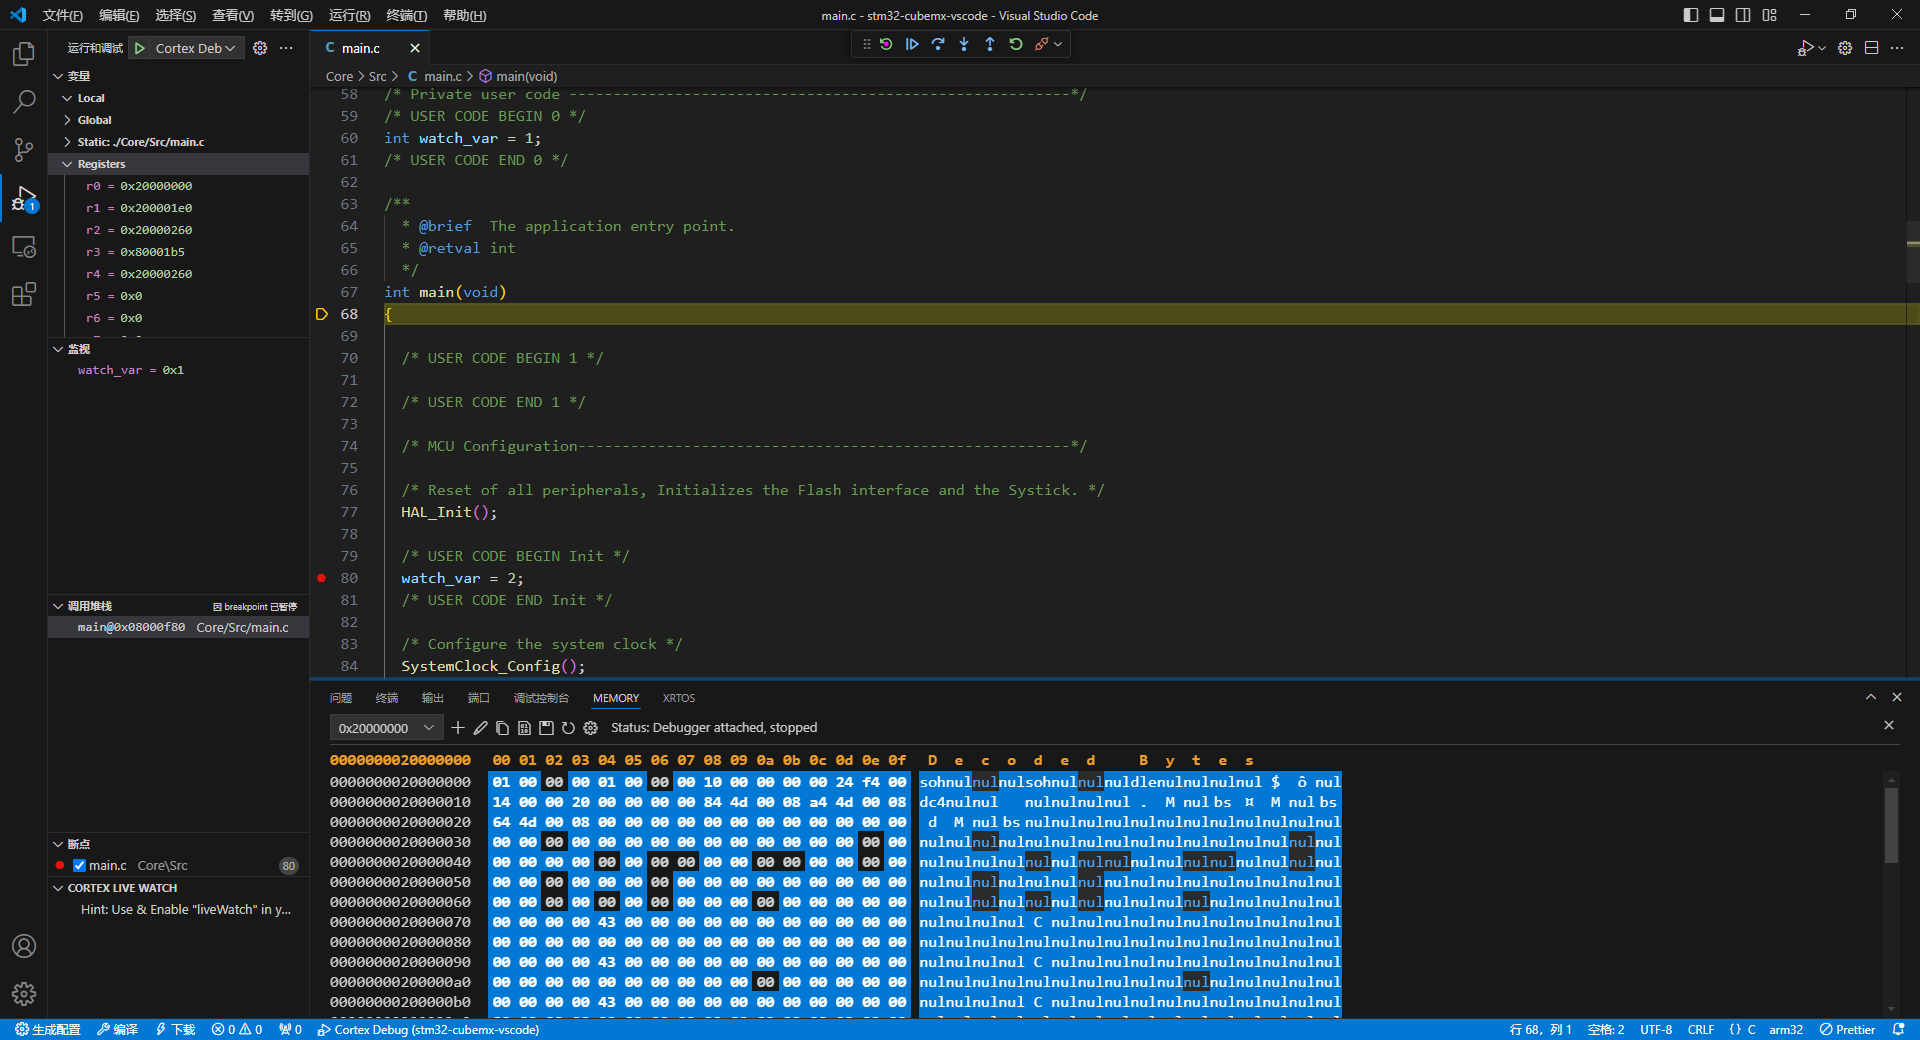 文件(F) 编辑(E) 选择(S) 查看(V) 转到(G) 运行(R) 终端(T) 帮助(H)
main.c - stm32-cubemx-vscode - Visual Studio Code
运行和调试 Cortex Deb
main.c
Core > Src > C main.c > main(void)
变量
Local
Global
Static: ./Core/Src/main.c
Registers
r0 = 0x20000000
r1 = 0x200001e0
r2 = 0x20000260
r3 = 0x80001b5
r4 = 0x20000260
r5 = 0x0
r6 = 0x0
监视
watch_var = 0x1
调用堆栈 因 breakpoint 已暂停
main@0x08000f80 Core/Src/main.c
断点
main.c Core\Src 80
CORTEX LIVE WATCH
Hint: Use & Enable "liveWatch" in y...
58 /* Private user code ---------------------------------------------------------*/
59 /* USER CODE BEGIN 0 */
60 int watch_var = 1;
61 /* USER CODE END 0 */
62
63 /**
64 * @brief  The application entry point.
65 * @retval int
66 */
67 int main(void)
68 {
69
70 /* USER CODE BEGIN 1 */
71
72 /* USER CODE END 1 */
73
74 /* MCU Configuration--------------------------------------------------------*/
75
76 /* Reset of all peripherals, Initializes the Flash interface and the Systick. */
77 HAL_Init();
78
79 /* USER CODE BEGIN Init */
80 watch_var = 2;
81 /* USER CODE END Init */
82
83 /* Configure the system clock */
84 SystemClock_Config();
问题 终端 输出 端口 调试控制台 MEMORY XRTOS
0x20000000 Status: Debugger attached, stopped
0000000020000000 00 01 02 03 04 05 06 07 08 09 0a 0b 0c 0d 0e 0f D e c o d e d B y t e s
0000000020000000 01 00 00 00 01 00 00 00 10 00 00 00 00 24 f4 00 sohnulnulnulsohnulnulnuldlenulnulnulnul $ ô nul
0000000020000010 14 00 00 20 00 00 00 00 84 4d 00 08 a4 4d 00 08 dc4nulnul nulnulnulnul . M nulbs ¤ M nulbs
0000000020000020 64 4d 00 08 00 00 00 00 00 00 00 00 00 00 00 00 d M nulbsnulnulnulnulnulnulnulnulnulnulnulnul
0000000020000030 00 00 00 00 00 00 00 00 00 00 00 00 00 00 00 00 nulnulnulnulnulnulnulnulnulnulnulnulnulnulnulnul
0000000020000040 00 00 00 00 00 00 00 00 00 00 00 00 00 00 00 00 nulnulnulnulnulnulnulnulnulnulnulnulnulnulnulnul
0000000020000050 00 00 00 00 00 00 00 00 00 00 00 00 00 00 00 00 nulnulnulnulnulnulnulnulnulnulnulnulnulnulnulnul
0000000020000060 00 00 00 00 00 00 00 00 00 00 00 00 00 00 00 00 nulnulnulnulnulnulnulnulnulnulnulnulnulnulnulnul
0000000020000070 00 00 00 00 43 00 00 00 00 00 00 00 00 00 00 00 nulnulnulnul C nulnulnulnulnulnulnulnulnulnulnul
0000000020000080 00 00 00 00 00 00 00 00 00 00 00 00 00 00 00 00 nulnulnulnulnulnulnulnulnulnulnulnulnulnulnulnul
0000000020000090 00 00 00 00 43 00 00 00 00 00 00 00 00 00 00 00 nulnulnulnul C nulnulnulnulnulnulnulnulnulnulnul
00000000200000a0 00 00 00 00 00 00 00 00 00 00 00 00 00 00 00 00 nulnulnulnulnulnulnulnulnulnulnulnulnulnulnulnul
00000000200000b0 00 00 00 00 43 00 00 00 00 00 00 00 00 00 00 00 nulnulnulnul C nulnulnulnulnulnulnulnulnulnulnul
生成配置 编译 下载 0 0 0 Cortex Debug (stm32-cubemx-vscode) 行 68，列 1 空格: 2 UTF-8 CRLF {} C arm32 Prettier